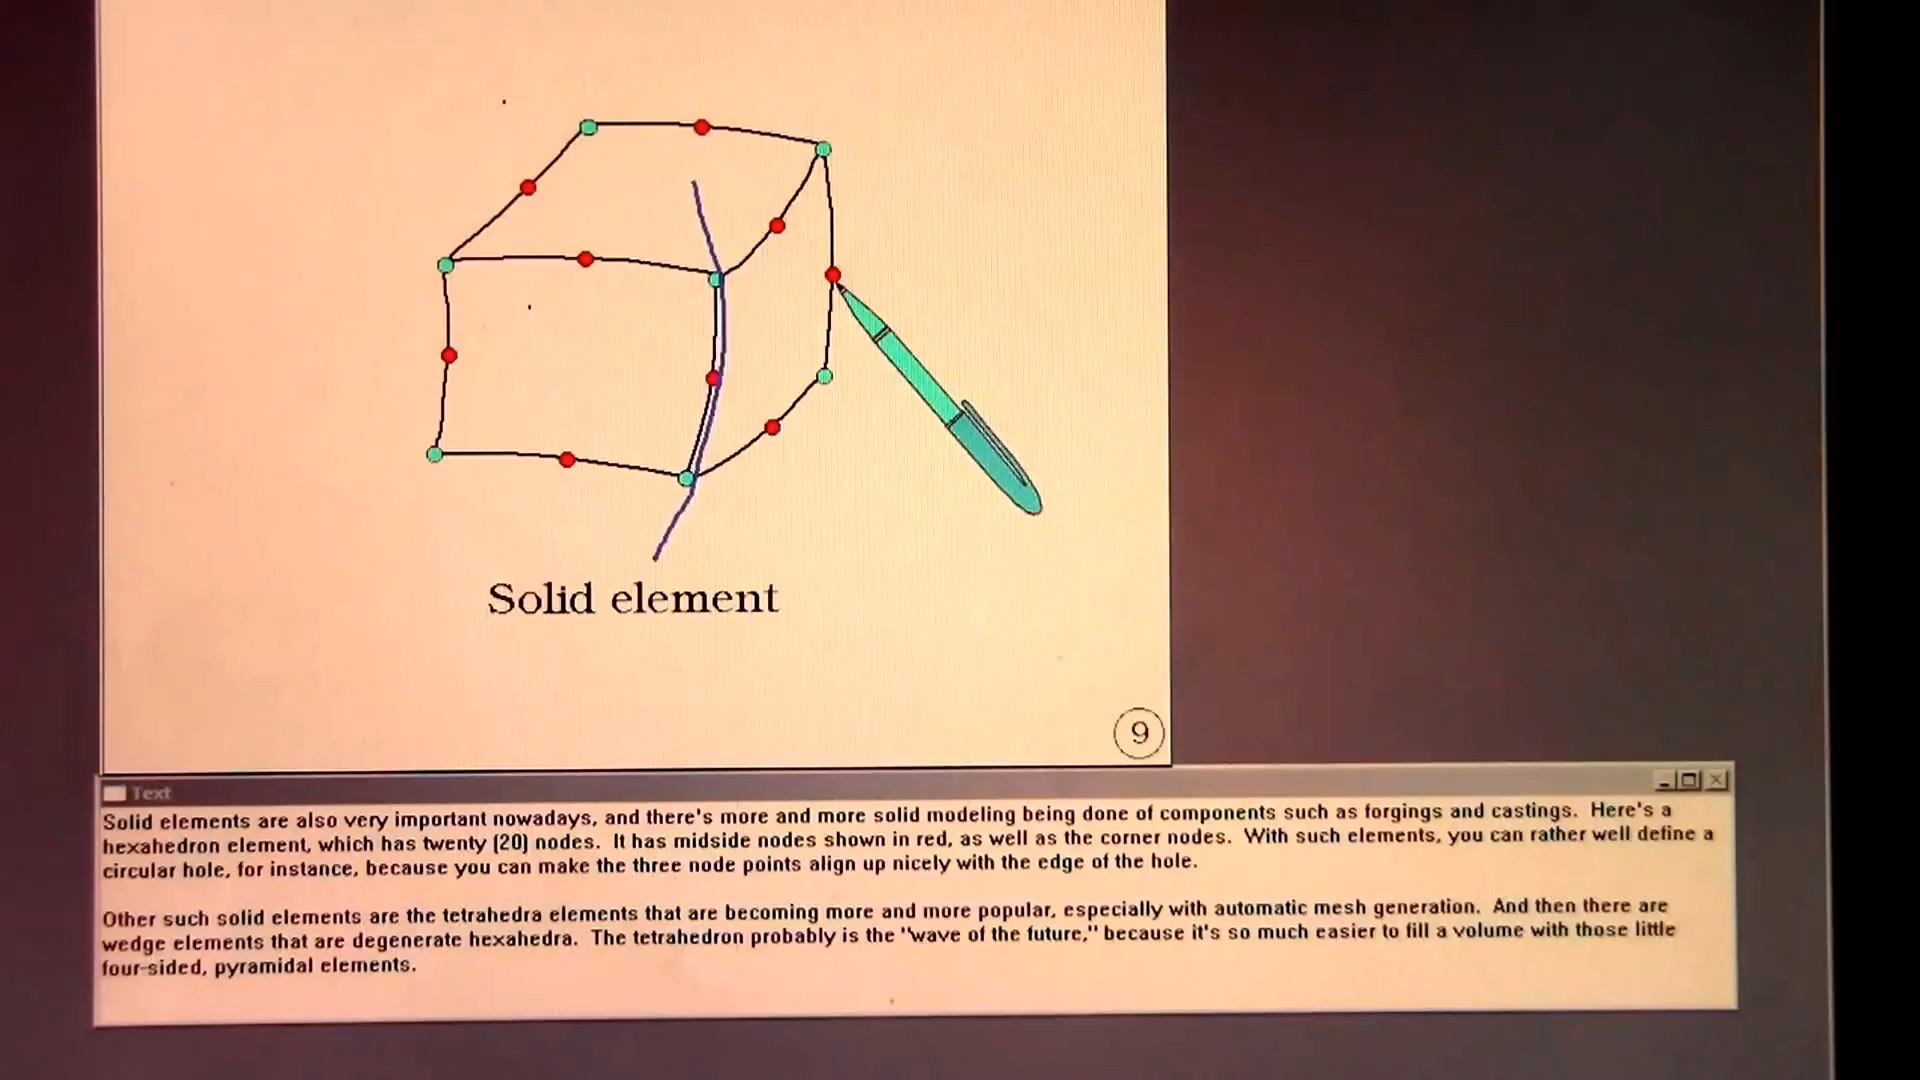 Solid element
9
Text
Solid elements are also very important nowadays, and there's more and more solid modeling being done of components such as forgings and castings.  Here's a
hexahedron element, which has twenty (20) nodes.  It has midside nodes shown in red, as well as the corner nodes.  With such elements, you can rather well define a
circular hole, for instance, because you can make the three node points align up nicely with the edge of the hole.
Other such solid elements are the tetrahedra elements that are becoming more and more popular, especially with automatic mesh generation.  And then there are
wedge elements that are degenerate hexahedra.  The tetrahedron probably is the "wave of the future," because it's so much easier to fill a volume with those little
four-sided, pyramidal elements.